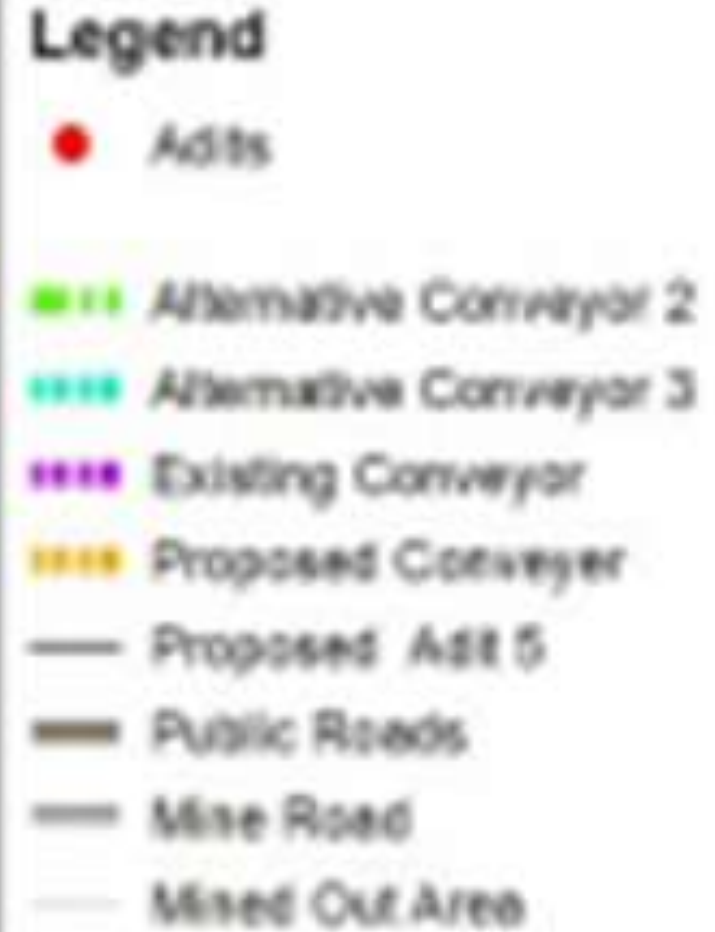 Legend
Adits
Alternative Conveyor 2
Alternative Conveyor 3
Existing Conveyor
Proposed Conveyer
Proposed Adit 5
Public Roads
Mine Road
Mined Out Area